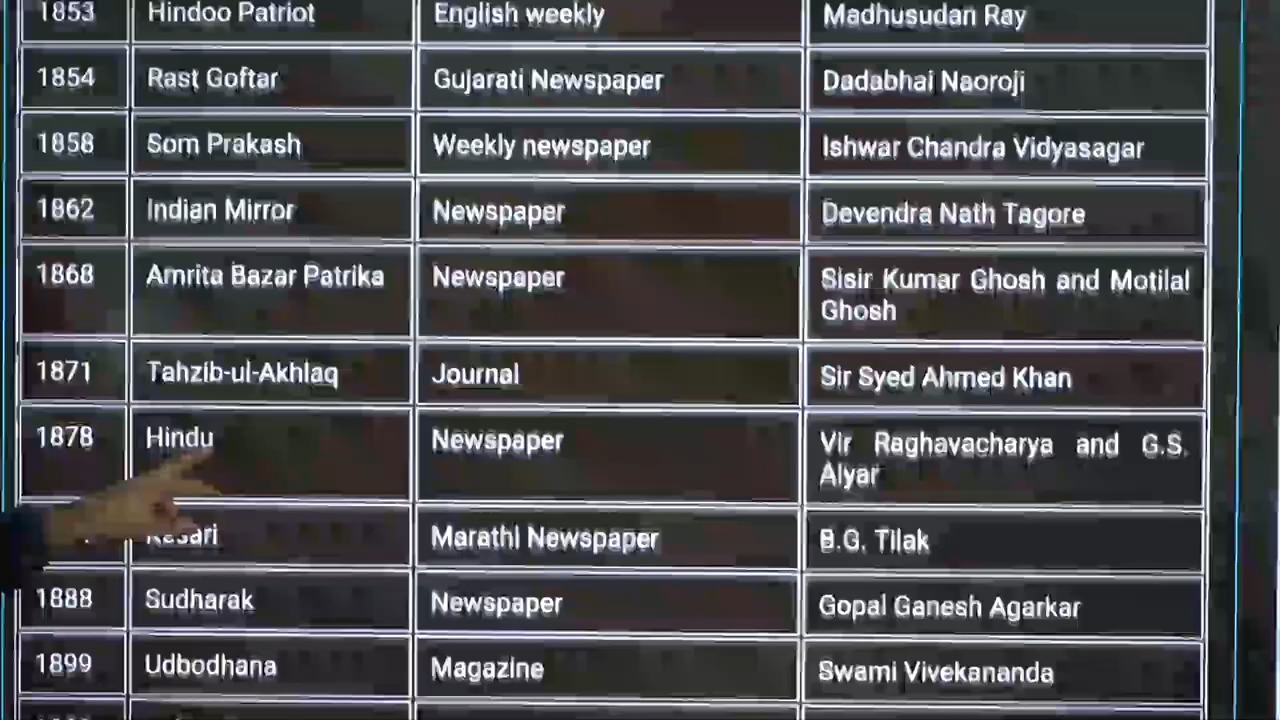 1853 Hindoo Patriot English weekly Madhusudan Ray
1854 Rast Goftar Gujarati Newspaper Dadabhai Naoroji
1858 Som Prakash Weekly newspaper Ishwar Chandra Vidyasagar
1862 Indian Mirror Newspaper Devendra Nath Tagore
1868 Amrita Bazar Patrika Newspaper Sisir Kumar Ghosh and Motilal
Ghosh
1871 Tahzib-ul-Akhlaq Journal Sir Syed Ahmed Khan
1878 Hindu Newspaper Vir Raghavacharya and G.S.
Alyar
Kesari Marathi Newspaper B.G. Tilak
1888 Sudharak Newspaper Gopal Ganesh Agarkar
1899 Udbodhana Magazine Swami Vivekananda